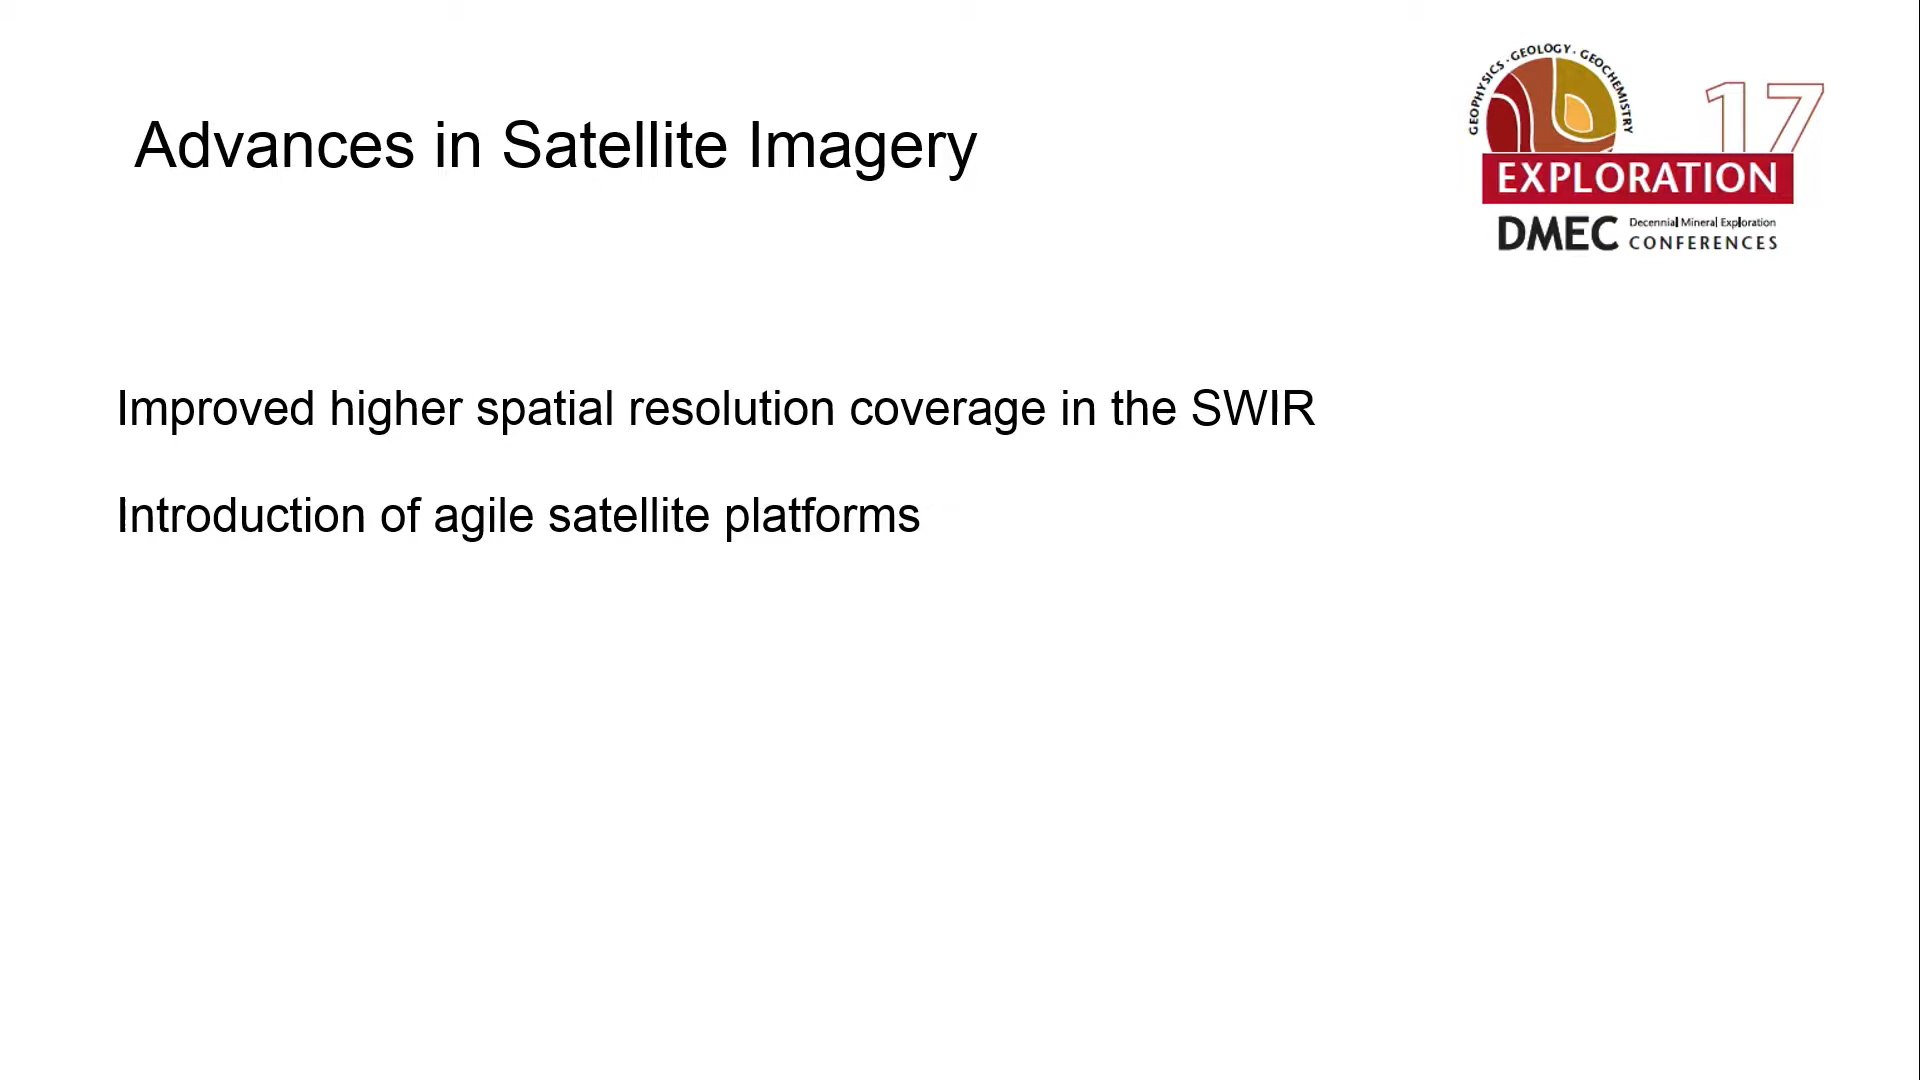 Advances in Satellite Imagery
GEOPHYSICS · GEOLOGY · GEOCHEMISTRY
17
EXPLORATION
DMEC Decennial Mineral Exploration
CONFERENCES
Improved higher spatial resolution coverage in the SWIR
Introduction of agile satellite platforms